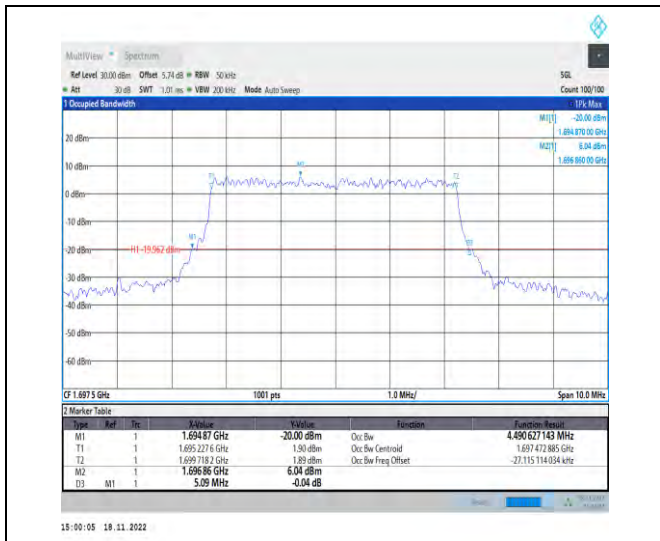 MultiView Spectrum
Ref Level 30.00 dBm Offset 5.74 dB RBW 50 kHz SGL
Att 30 dB SWT 1.01 ms VBW 200 kHz Mode Auto Sweep Count 100/100
1 Occupied Bandwidth 1Pk Max
M1[1] -20.00 dBm
1.694 870 00 GHz
M2[1] 6.04 dBm
1.696 860 00 GHz
20 dBm
10 dBm
M2
T1 T2
0 dBm
-10 dBm
M1
D3
-20 dBm
H1 -19.962 dBm
-30 dBm
-40 dBm
-50 dBm
-60 dBm
CF 1.697 5 GHz 1001 pts 1.0 MHz/ Span 10.0 MHz
2 Marker Table
Type Ref Trc X-Value Y-Value Function Function Result
M1 1 1.694 87 GHz -20.00 dBm Occ Bw 4.490 627 143 MHz
T1 1 1.695 227 6 GHz 1.90 dBm Occ Bw Centroid 1.697 472 885 GHz
T2 1 1.699 718 2 GHz 1.89 dBm Occ Bw Freq Offset -27.115 114 034 kHz
M2 1 1.696 86 GHz 6.04 dBm
D3 M1 1 5.09 MHz -0.04 dB
15:00:05 18.11.2022